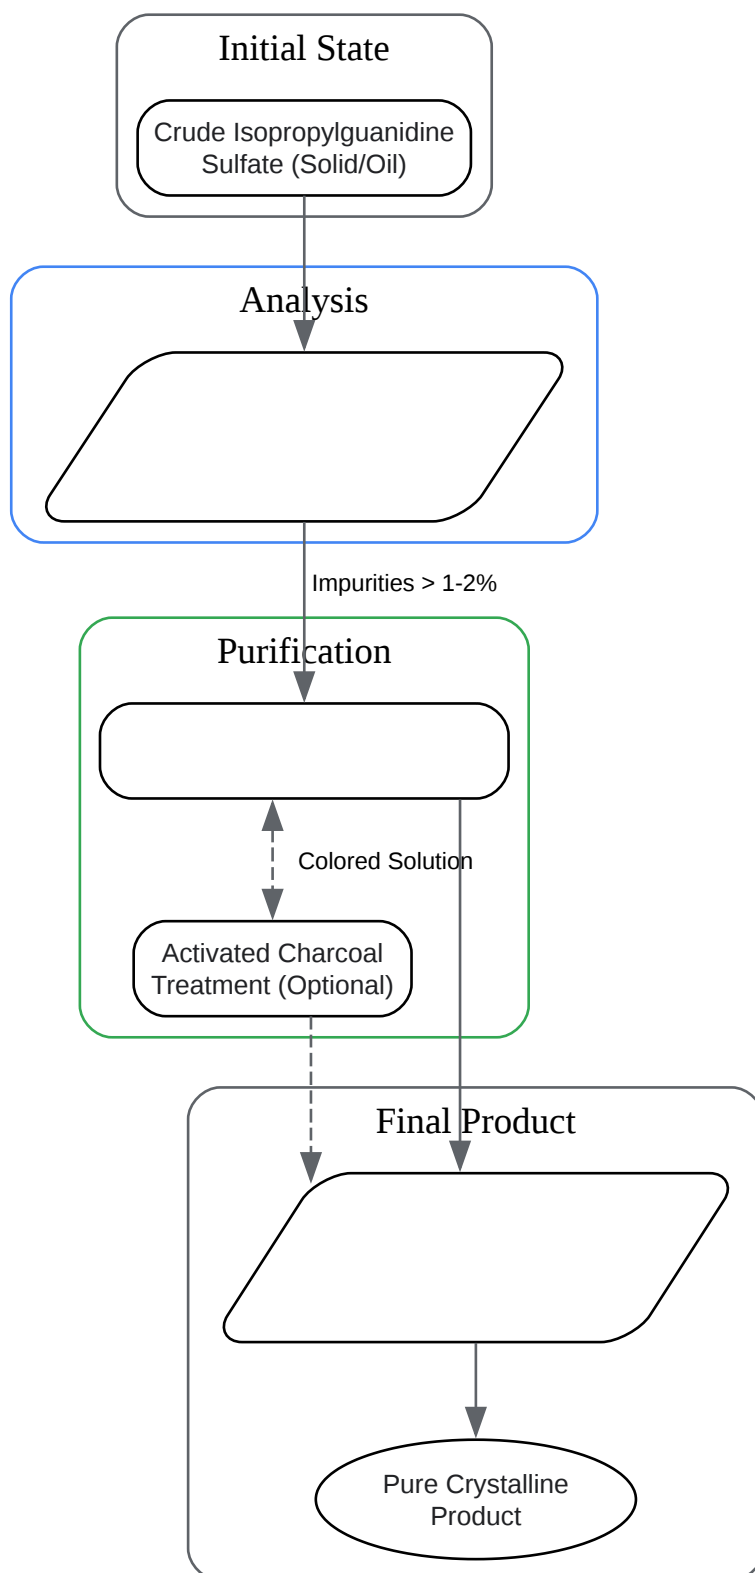 Initial State
Crude Isopropylguanidine
Sulfate (Solid/Oil)
Analysis
Impurities > 1-2%
Purification
Colored Solution
Activated Charcoal
Treatment (Optional)
Final Product
Pure Crystalline
Product